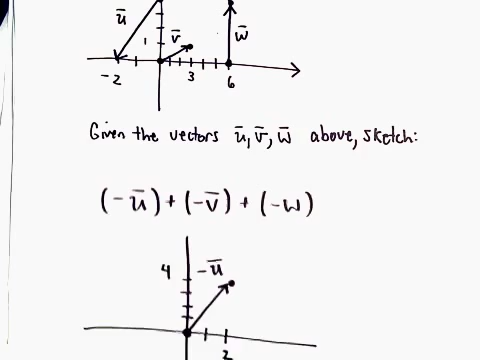 u̅
1 v̅ w̅
-2 3 6
Given the vectors u̅, v̅, w̅ above, sketch:
(-u̅) + (-v̅) + (-w)
4 -u̅
2